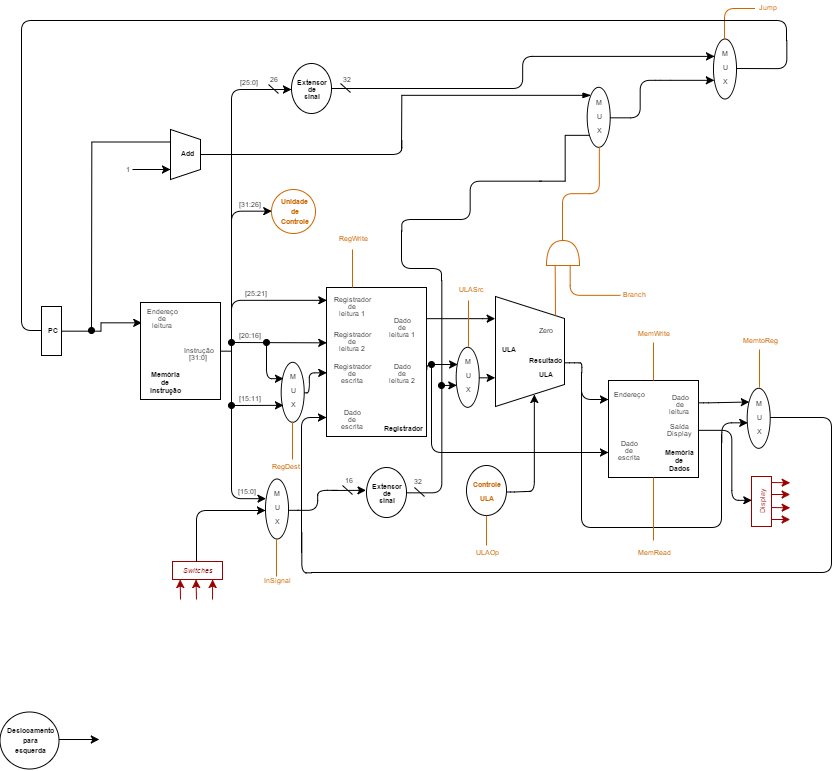 Jump
M
U
X
[25:0]
26
Extensor
de
sinal
32
M
U
X
Add
1
[31:26]
Unidade
de
Controle
RegWrite
Branch
ULASrc
[25:21]
Endereço
de
leitura
Instrução
[31:0]
Memória
de
instrução
PC
[20:16]
[15:11]
M
U
X
RegDest
Registrador
de
leitura 1
Registrador
de
leitura 2
Registrador
de
escrita
Dado
de
escrita
Dado
de
leitura 1
Dado
de
leitura 2
Registrador
M
U
X
Zero
ULA
Resultado
ULA
MemWrite
MemtoReg
Endereço
Dado
de
leitura
Saída
Display
Dado
de
escrita
Memória
de
Dados
M
U
X
Display
[15:0]
M
U
X
16
Extensor
de
sinal
32
Controle
ULA
ULAOp
MemRead
Switches
InSignal
Deslocamento
para
esquerda